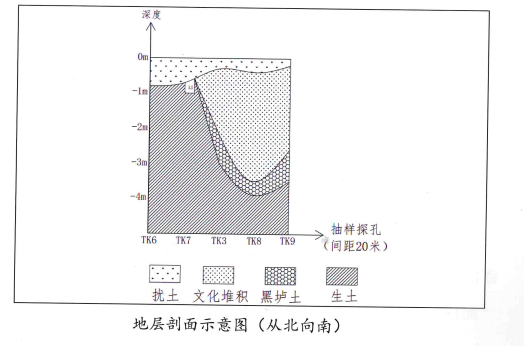 深度
0m
-1m
-2m
-3m
-4m
TK6 TK7 TK3 TK8 TK9
抽样探孔
(间距20米)
扰土 文化堆积 黑垆土 生土
地层剖面示意图（从北向南）